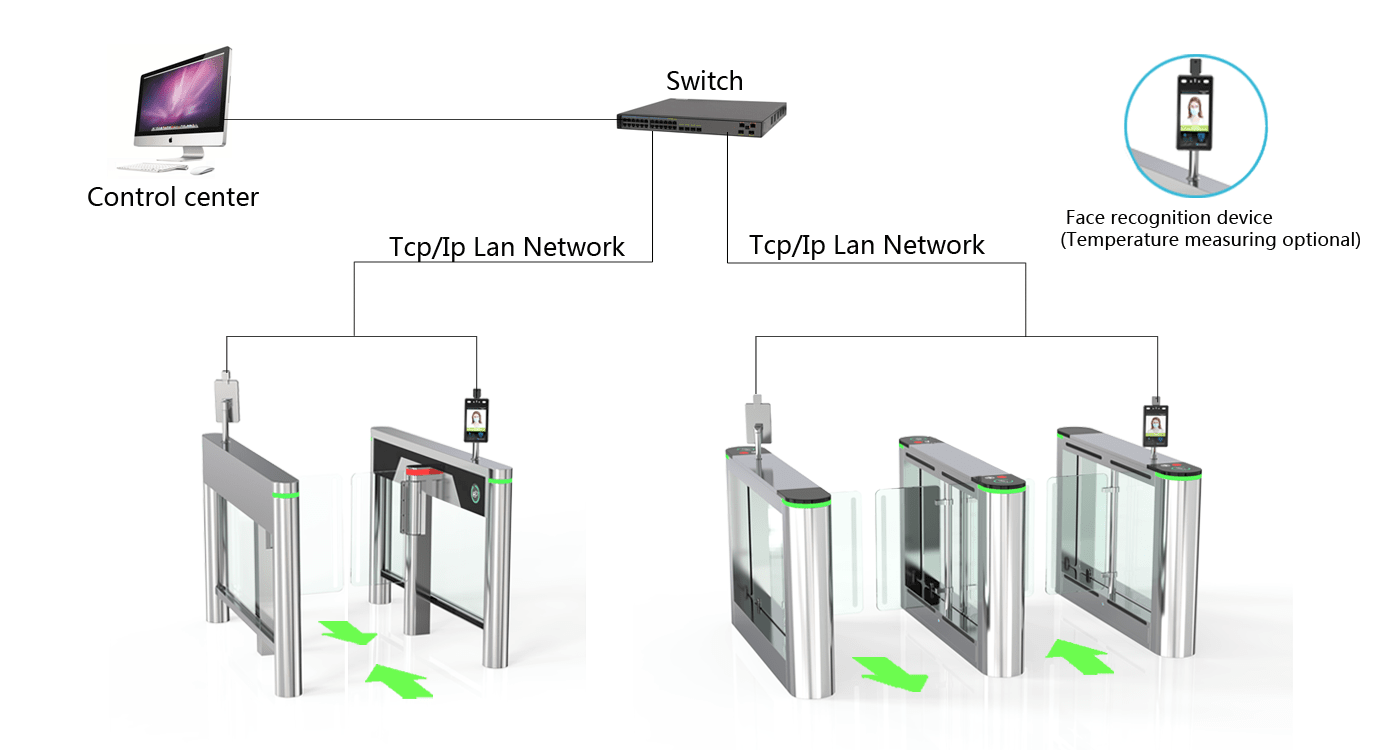 Switch
Control center
Tcp/Ip Lan Network
Tcp/Ip Lan Network
Face recognition device
(Temperature measuring optional)